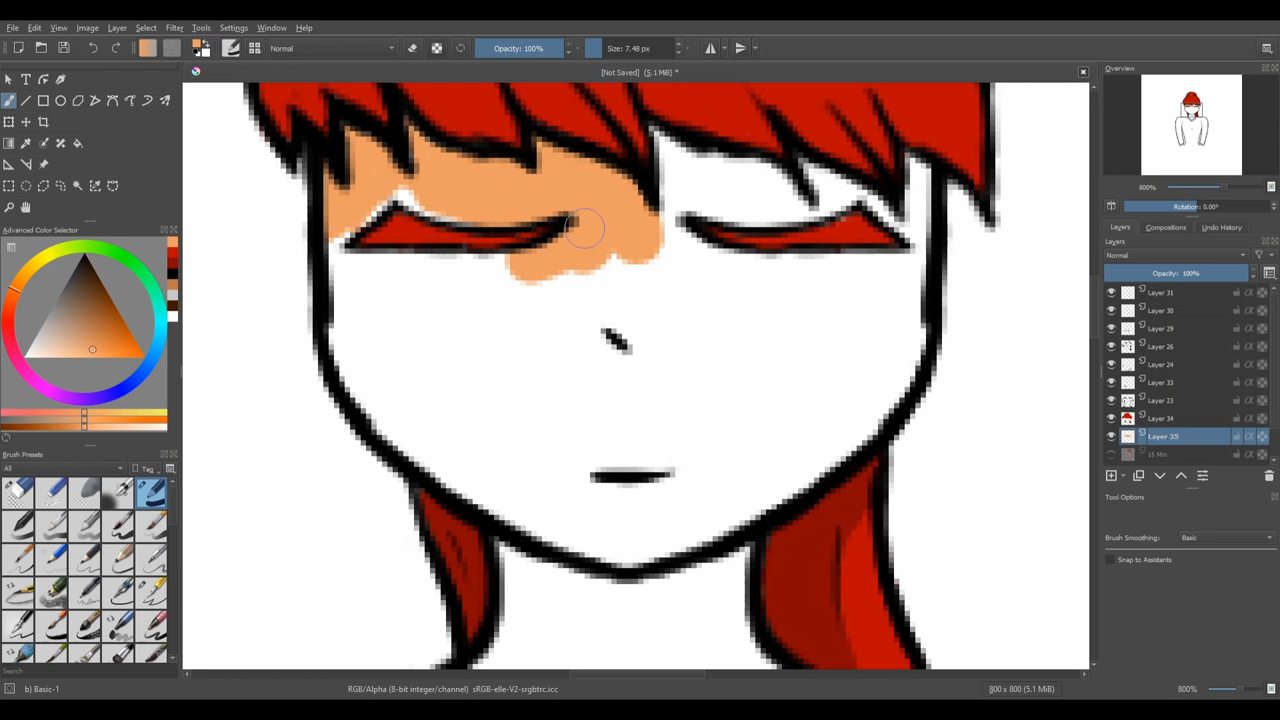 File Edit View Image Layer Select Filter Tools Settings Window Help
Normal Opacity: 100% Size: 7.48 px
[Not Saved] (5.1 MiB) *
Overview
800%
Rotation: 0.00°
Layers Compositions Undo History
Layers
Normal
Opacity: 100%
Layer 31
Layer 30
Layer 29
Layer 26
Layer 24
Layer 33
Layer 23
Layer 34
Layer 35
15 Min
Tool Options
Brush Smoothing: Basic
Snap to Assistants
Advanced Color Selector
Brush Presets
All Tag
Search
b) Basic-1 RGB/Alpha (8-bit integer/channel) sRGB-elle-V2-srgbtrc.icc 800 x 800 (5.1 MiB) 800%